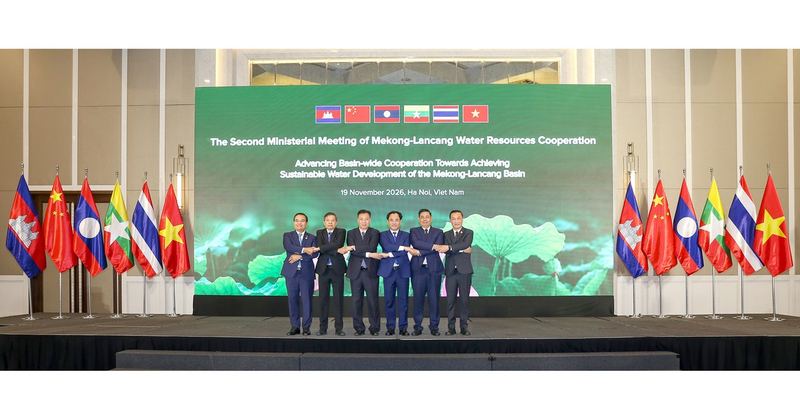 The Second Ministerial Meeting of Mekong-Lancang Water Resources Cooperation
Advancing Basin-wide Cooperation Towards Achieving
Sustainable Water Development of the Mekong-Lancang Basin
19 November 2026, Ha Noi, Viet Nam